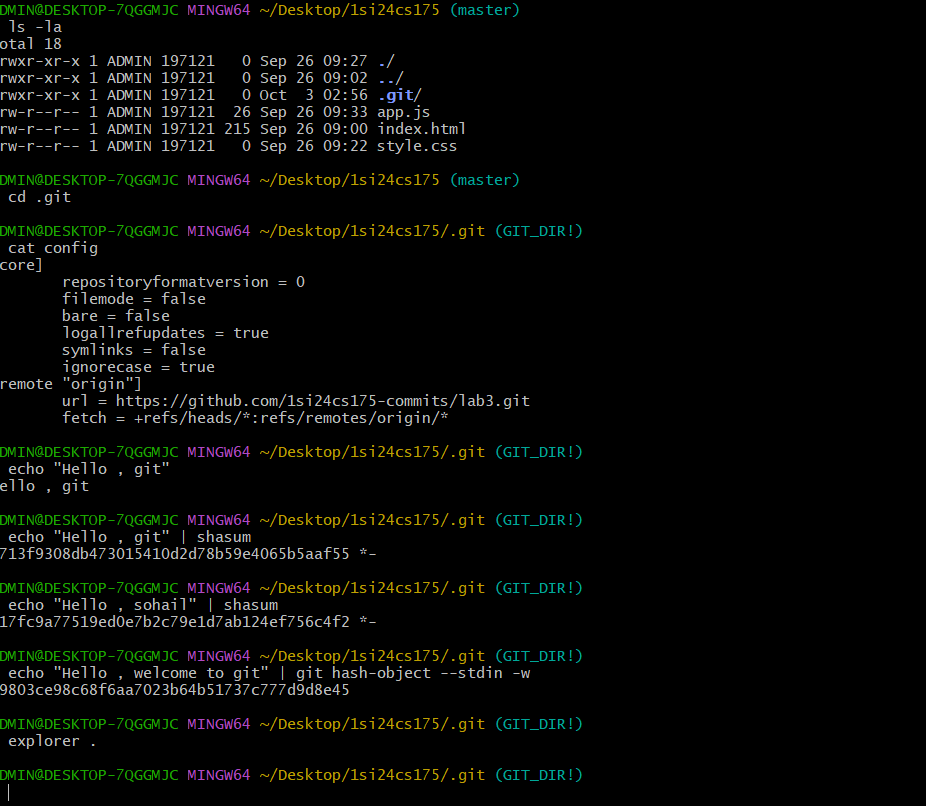 DMIN@DESKTOP-7QGGMJC MINGW64 ~/Desktop/1si24cs175 (master)
ls -la
otal 18
rwxr-xr-x 1 ADMIN 197121   0 Sep 26 09:27 ./
rwxr-xr-x 1 ADMIN 197121   0 Sep 26 09:02 ../
rwxr-xr-x 1 ADMIN 197121   0 Oct  3 02:56 .git/
rw-r--r-- 1 ADMIN 197121  26 Sep 26 09:33 app.js
rw-r--r-- 1 ADMIN 197121 215 Sep 26 09:00 index.html
rw-r--r-- 1 ADMIN 197121   0 Sep 26 09:22 style.css
DMIN@DESKTOP-7QGGMJC MINGW64 ~/Desktop/1si24cs175 (master)
cd .git
DMIN@DESKTOP-7QGGMJC MINGW64 ~/Desktop/1si24cs175/.git (GIT_DIR!)
cat config
core]
repositoryformatversion = 0
filemode = false
bare = false
logallrefupdates = true
symlinks = false
ignorecase = true
remote "origin"]
url = https://github.com/1si24cs175-commits/lab3.git
fetch = +refs/heads/*:refs/remotes/origin/*
DMIN@DESKTOP-7QGGMJC MINGW64 ~/Desktop/1si24cs175/.git (GIT_DIR!)
echo "Hello , git"
ello , git
DMIN@DESKTOP-7QGGMJC MINGW64 ~/Desktop/1si24cs175/.git (GIT_DIR!)
echo "Hello , git" | shasum
713f9308db473015410d2d78b59e4065b5aaf55 *-
DMIN@DESKTOP-7QGGMJC MINGW64 ~/Desktop/1si24cs175/.git (GIT_DIR!)
echo "Hello , sohail" | shasum
17fc9a77519ed0e7b2c79e1d7ab124ef756c4f2 *-
DMIN@DESKTOP-7QGGMJC MINGW64 ~/Desktop/1si24cs175/.git (GIT_DIR!)
echo "Hello , welcome to git" | git hash-object --stdin -w
9803ce98c68f6aa7023b64b51737c777d9d8e45
DMIN@DESKTOP-7QGGMJC MINGW64 ~/Desktop/1si24cs175/.git (GIT_DIR!)
explorer .
DMIN@DESKTOP-7QGGMJC MINGW64 ~/Desktop/1si24cs175/.git (GIT_DIR!)